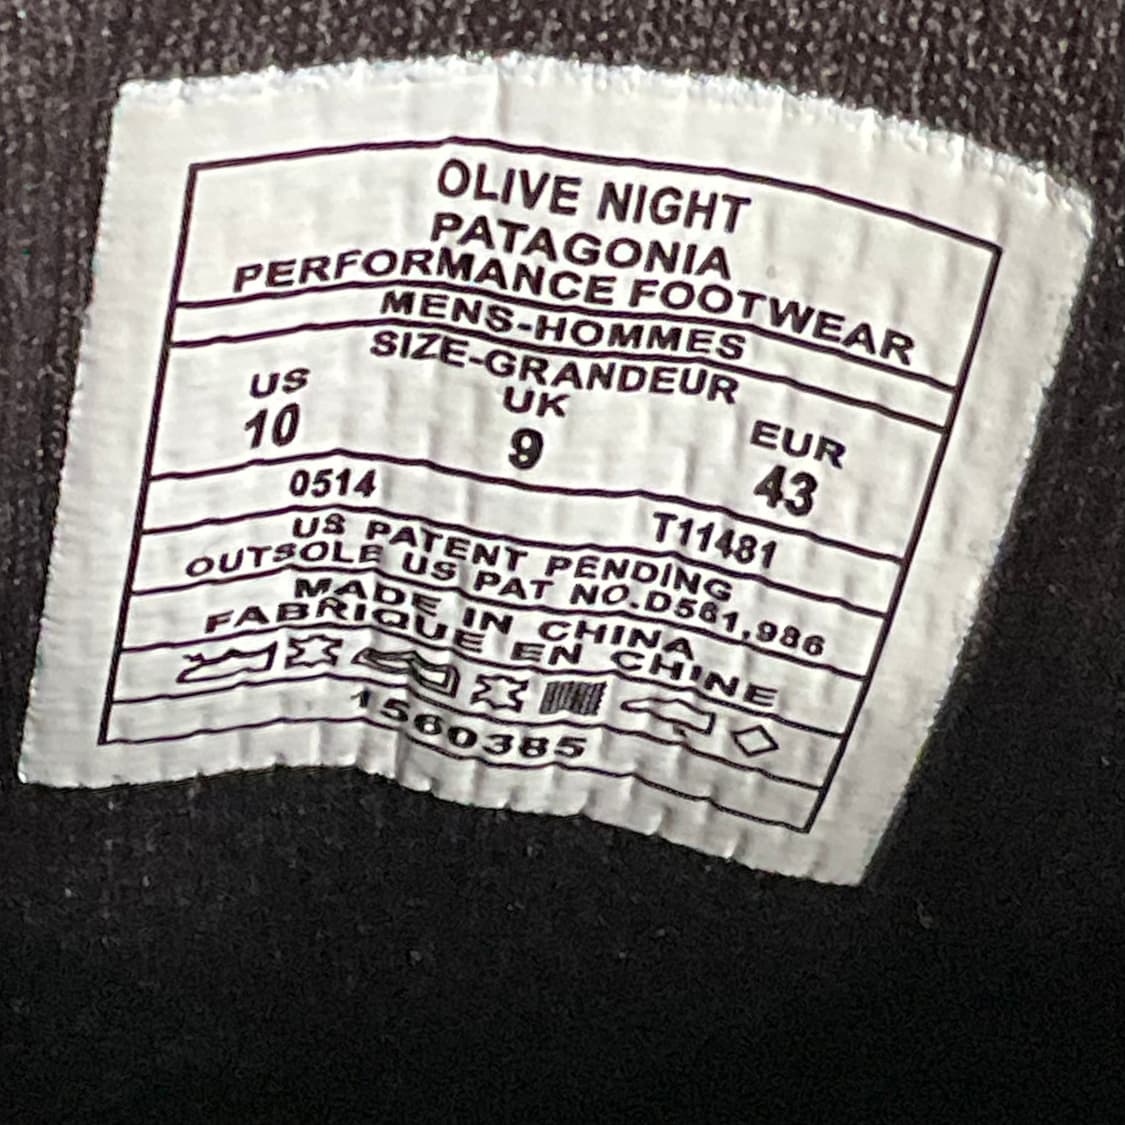 OLIVE NIGHT
PATAGONIA
PERFORMANCE FOOTWEAR
MENS-HOMMES
SIZE-GRANDEUR
US UK EUR
10 9 43
0514 T11481
US PATENT PENDING
OUTSOLE US PAT NO.D561,986
MADE IN CHINA
FABRIQUE EN CHINE
1560385